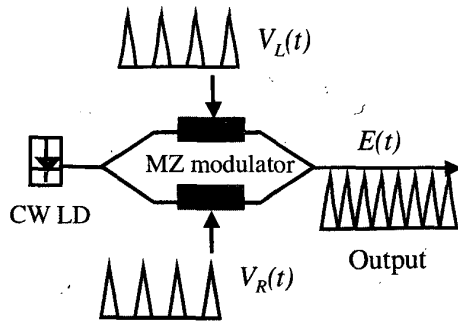 V_L(t)
E(t)
MZ modulator
CW LD
Output
V_R(t)